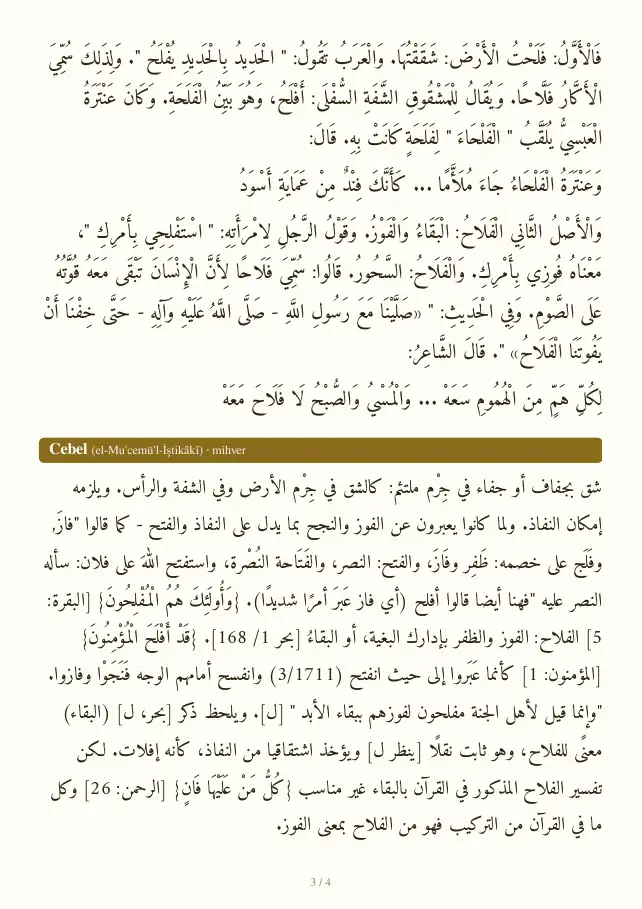 فَالْأَوَّلُ: فَلَحْتُ الْأَرْضَ: شَقَقْتُهَا. وَالْعَرَبُ تَقُولُ: " الْحَدِيدُ بِالْحَدِيدِ يُفْلَحُ ". وَلِذَلِكَ سُمِّيَ
الْأَكَّارُ فَلَّاحًا. وَيُقَالُ لِلْمَشْقُوقِ الشَّفَةِ السُّفْلَى: أَفْلَحُ، وَهُوَ بَيِّنُ الْفَلَحَةِ. وَكَانَ عَنْتَرَةُ
الْعَبْسِيُّ يُلَقَّبُ " الْفَلْحَاءَ " لِفَلَحَةٍ كَانَتْ بِهِ. قَالَ:
وَعَنْتَرَةُ الْفَلْحَاءُ جَاءَ مُلَأَّمًا ... كَأَنَّكَ فِنْدٌ مِنْ عَمَايَةِ أَسْوَدُ
وَالْأَصْلُ الثَّانِي الْفَلَاحُ: الْبَقَاءُ وَالْفَوْزُ. وَقَوْلُ الرَّجُلِ لِامْرَأَتِهِ: " اسْتَفْلِحِي بِأَمْرِكِ "،
مَعْنَاهُ فُوزِي بِأَمْرِكِ. وَالْفَلَاحُ: السَّحُورُ. قَالُوا: سُمِّيَ فَلَاحًا لِأَنَّ الْإِنْسَانَ تَبْقَى مَعَهُ قُوَّتُهُ
عَلَى الصَّوْمِ. وَفِي الْحَدِيثِ: " «صَلَّيْنَا مَعَ رَسُولِ اللَّهِ - صَلَّى اللَّهُ عَلَيْهِ وَآلِهِ - حَتَّى خِفْنَا أَنْ
يَفُوتَنَا الْفَلَاحُ» ". قَالَ الشَّاعِرُ:
لِكُلِّ هَمٍّ مِنَ الْهُمُومِ سَعَهْ ... وَالْمُسْيُ وَالصُّبْحُ لَا فَلَاحَ مَعَهْ
Cebel (el-Mu'cemü'l-İştikâkî) · mihver
شق بجفاف أو جفاء في جِرْم ملتئم: كالشق في جِرْم الأرض وفي الشفة والرأس. ويلزمه
إمكان النفاذ. ولما كانوا يعبرون عن الفوز والنجح بما يدل على النفاذ والفتح - كما قالوا "فازَ,
وفَلَج على خصمه: ظَفِر وفَازَ، والفتح: النصر، والفَتَاحة النُصْرة، واستفتح اللهَ على فلان: سأله
النصر عليه "فهنا أيضا قالوا أفلح (أي فاز عَبَرَ أمرًا شديدًا). {وَأُولَئِكَ هُمُ الْمُفْلِحُونَ} [البقرة:
5] الفلاح: الفوز والظفر بإدارك البغية، أو البقاءُ [بحر 1/ 168]. {قَدْ أَفْلَحَ الْمُؤْمِنُونَ}
[المؤمنون: 1] كأنما عَبَروا إلى حيث انفتح (3/1711) وانفسح أمامهم الوجه فَنَجَوْا وفازوا.
"وإنما قيل لأهل الجنة مفلحون لفوزهم ببقاء الأبد " [ل]. ويلحظ ذكر [بحر، ل] (البقاء)
معنًى للفلاح، وهو ثابت نقلًا [ينظر ل] ويؤخذ اشتقاقيا من النفاذ، كأنه إفلات. لكن
تفسير الفلاح المذكور في القرآن بالبقاء غير مناسب {كُلُّ مَنْ عَلَيْهَا فَانٍ} [الرحمن: 26] وكل
ما في القرآن من التركيب فهو من الفلاح بمعنى الفوز.
3 / 4